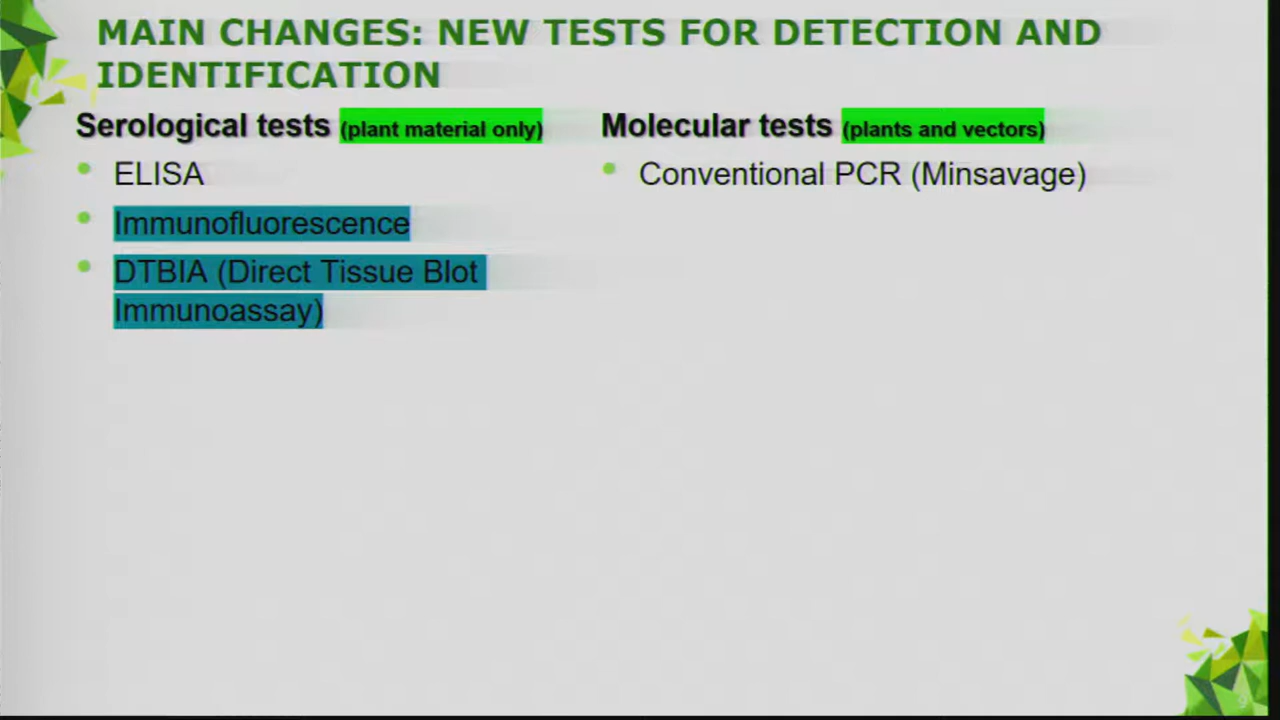 MAIN CHANGES: NEW TESTS FOR DETECTION AND
IDENTIFICATION
Serological tests (plant material only)
• ELISA
• Immunofluorescence
• DTBIA (Direct Tissue Blot
Immunoassay)
Molecular tests (plants and vectors)
• Conventional PCR (Minsavage)
9